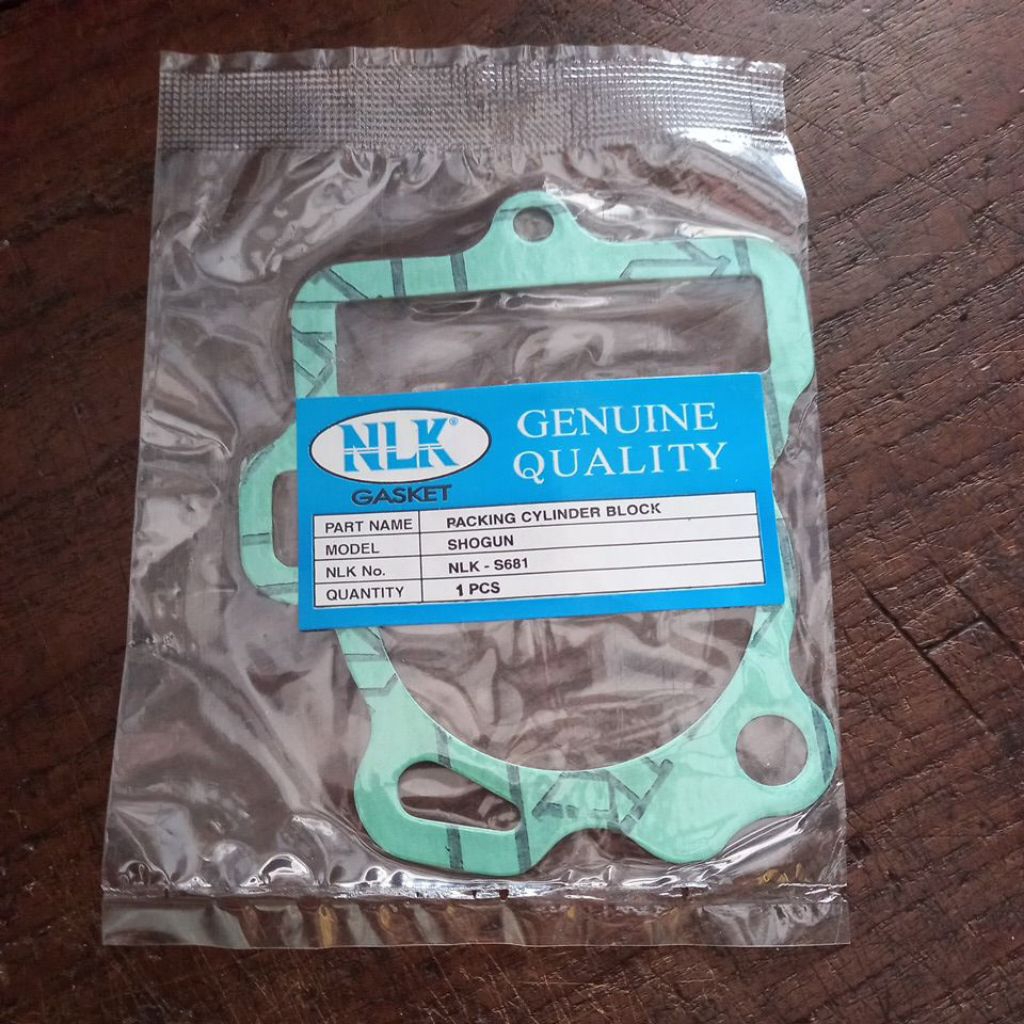 NLK®
GASKET
GENUINE
QUALITY
PART NAME PACKING CYLINDER BLOCK
MODEL SHOGUN
NLK No. NLK - S681
QUANTITY 1 PCS